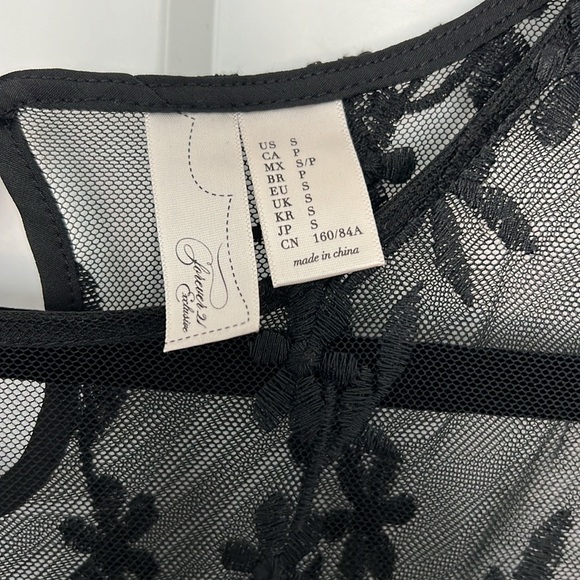 Forever 21
Exclusive
US S
CA P
MX S/P
BR P
EU S
UK S
KR S
JP S
CN 160/84A
made in china